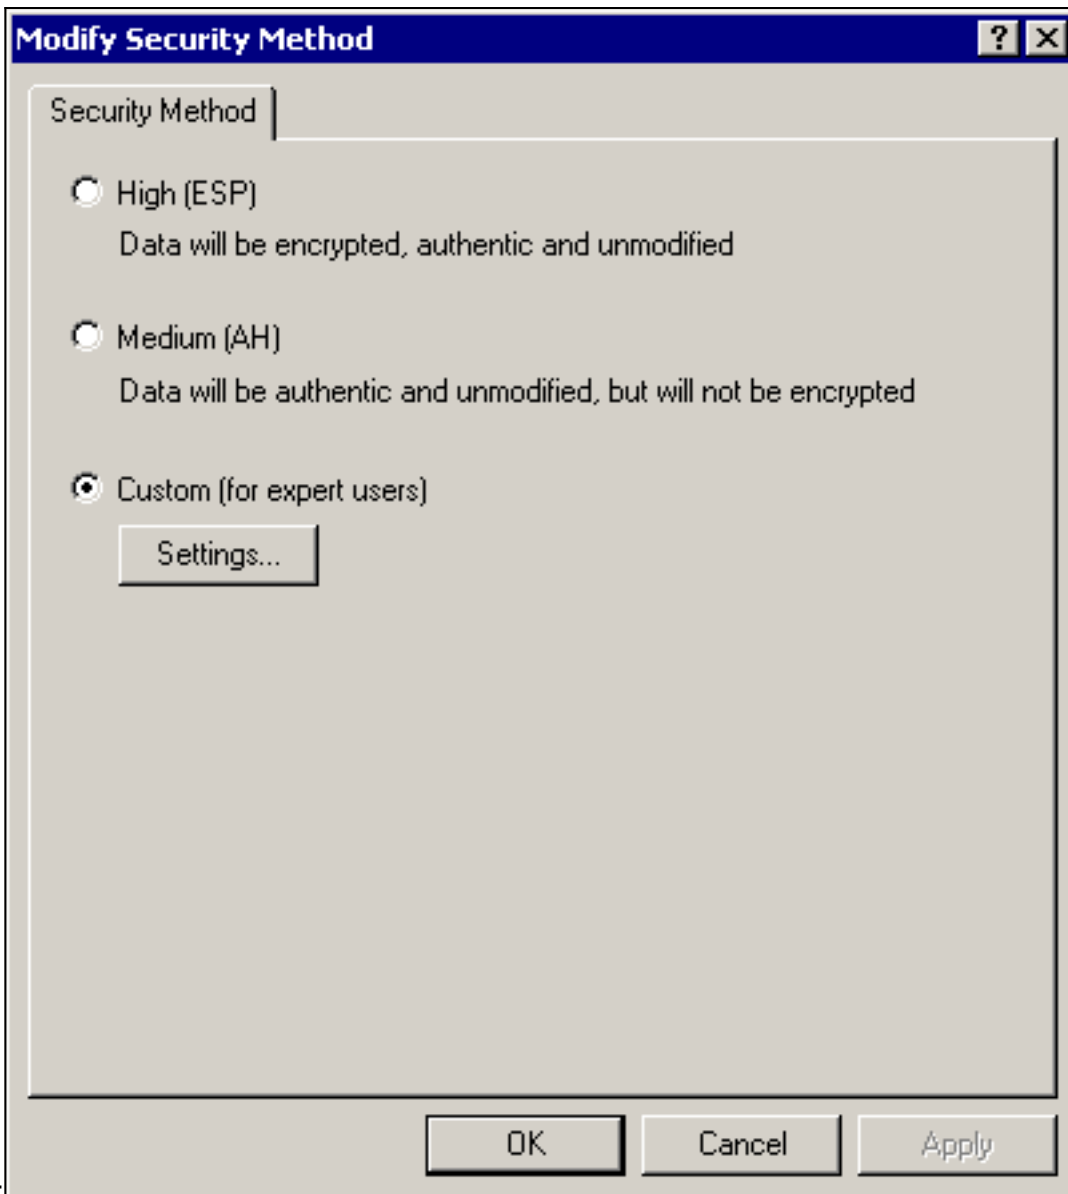 Modify Security Method
Security Method
High (ESP)
Data will be encrypted, authentic and unmodified
Medium (AH)
Data will be authentic and unmodified, but will not be encrypted
Custom (for expert users)
Settings...
OK Cancel Apply